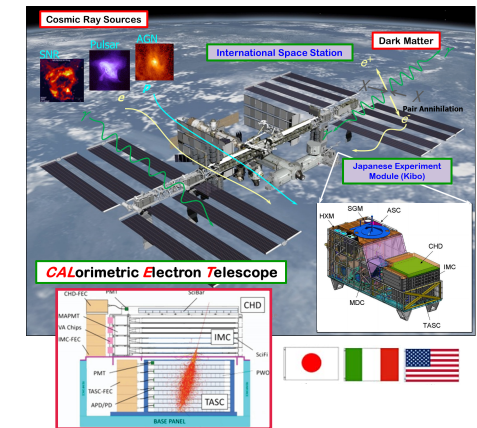 Cosmic Ray Sources
SNR
Pulsar
AGN
International Space Station
Dark Matter
e
e
e
Pair Annihilation
Japanese Experiment
Module (Kibo)
SGM
ASC
HXM
CHD
IMC
MDC
TASC
CALorimetric Electron Telescope
CHD-FEC
PMT
SciBar
CHD
MAPMT
VA Chips
IMC-FEC
IMC
SciFi
PMT
PWO
TASC-FEC
APD/PD
TASC
BASE PANEL